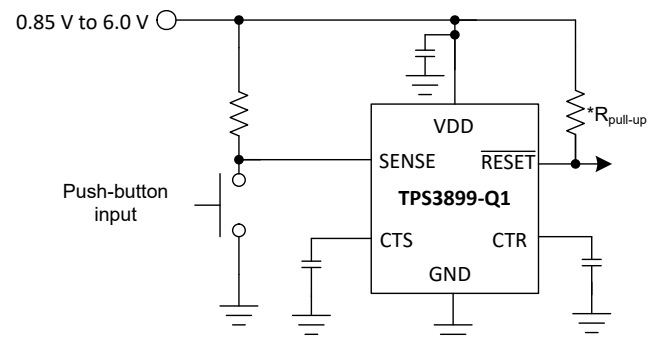 0.85 V to 6.0 V
VDD
*Rpull-up
SENSE
RESET
TPS3899-Q1
Push-button
input
CTS
CTR
GND